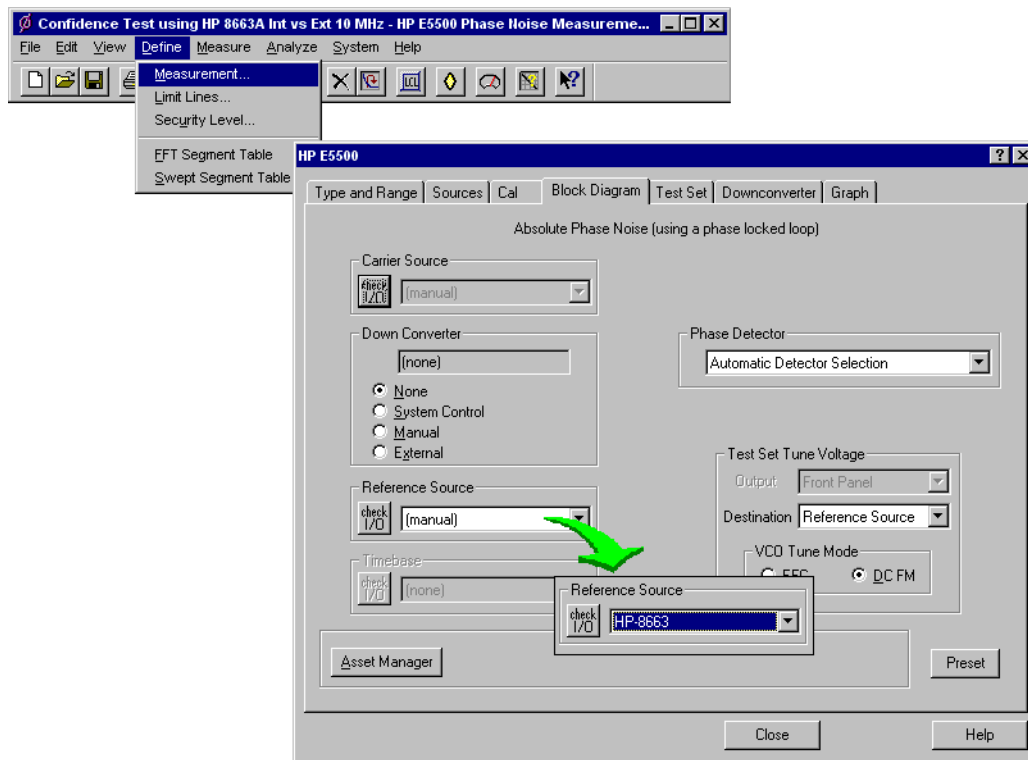 Confidence Test using HP 8663A Int vs Ext 10 MHz - HP E5500 Phase Noise Measureme...
File Edit View Define Measure Analyze System Help
Measurement...
LCL
Limit Lines...
Security Level...
FFT Segment Table
Swept Segment Table
HP E5500
Type and Range Sources Cal Block Diagram Test Set Downconverter Graph
Absolute Phase Noise (using a phase locked loop)
Carrier Source
check I/O (manual)
Down Converter
(none)
None
System Control
Manual
External
Phase Detector
Automatic Detector Selection
Reference Source
check I/O (manual)
Timebase
check I/O (none)
Test Set Tune Voltage
Output Front Panel
Destination Reference Source
VCO Tune Mode
DC FM
Reference Source
check I/O HP-8663
Asset Manager
Preset
Close Help